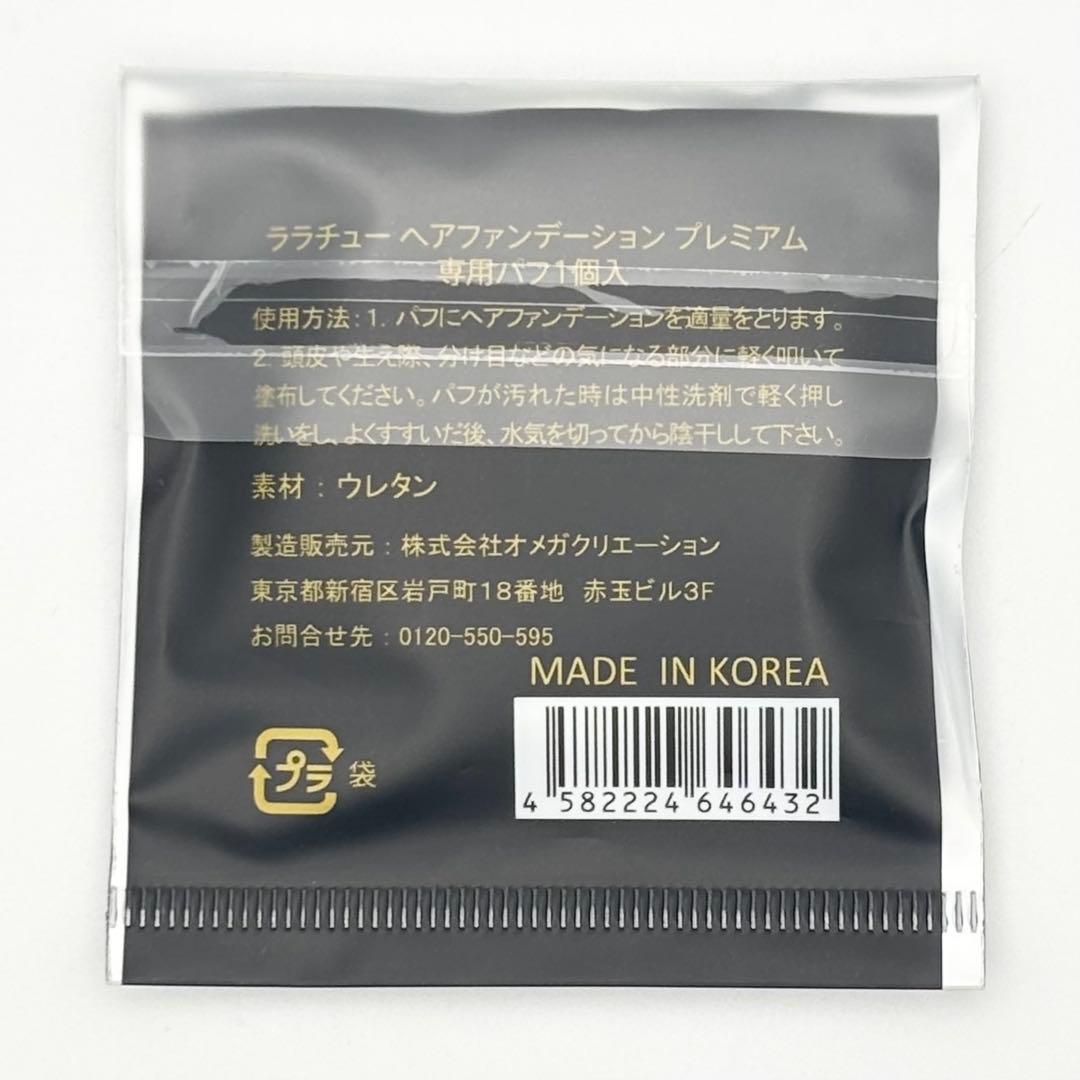 ララチュー ヘアファンデーション プレミアム
専用パフ1個入
使用方法：1. パフにヘアファンデーションを適量をとります。
2. 頭皮や生え際、分け目などの気になる部分に軽く叩いて
塗布してください。パフが汚れた時は中性洗剤で軽く押し
洗いをし、よくすすいだ後、水気を切ってから陰干しして下さい。
素材：ウレタン
製造販売元：株式会社オメガクリエーション
東京都新宿区岩戸町18番地 赤玉ビル3F
お問合せ先：0120-550-595
MADE IN KOREA
プラ 袋
4 582224 646432